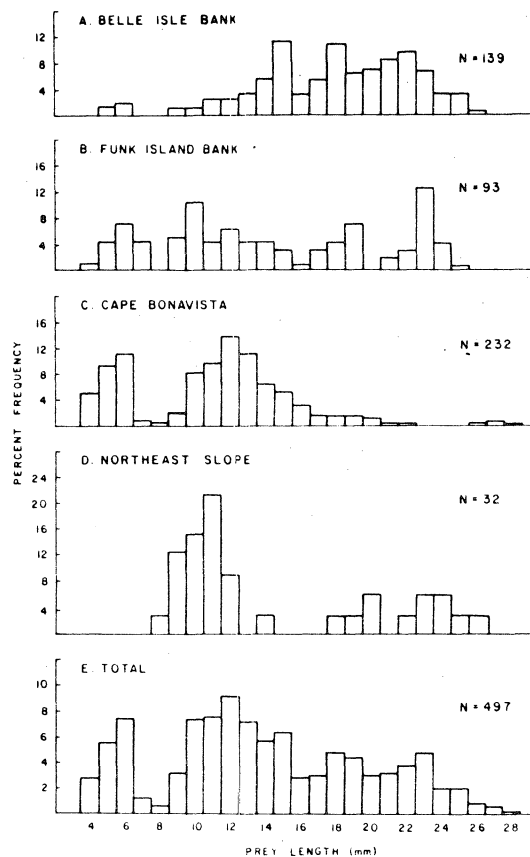 A. BELLE ISLE BANK
12
8
4
N = 139
B. FUNK ISLAND BANK
16
12
8
4
N = 93
C. CAPE BONAVISTA
16
12
8
4
N = 232
PERCENT FREQUENCY
D. NORTHEAST SLOPE
24
20
16
12
8
4
N = 32
E. TOTAL
10
8
6
4
2
N = 497
4 6 8 10 12 14 16 18 20 22 24 26 28
PREY LENGTH (mm)